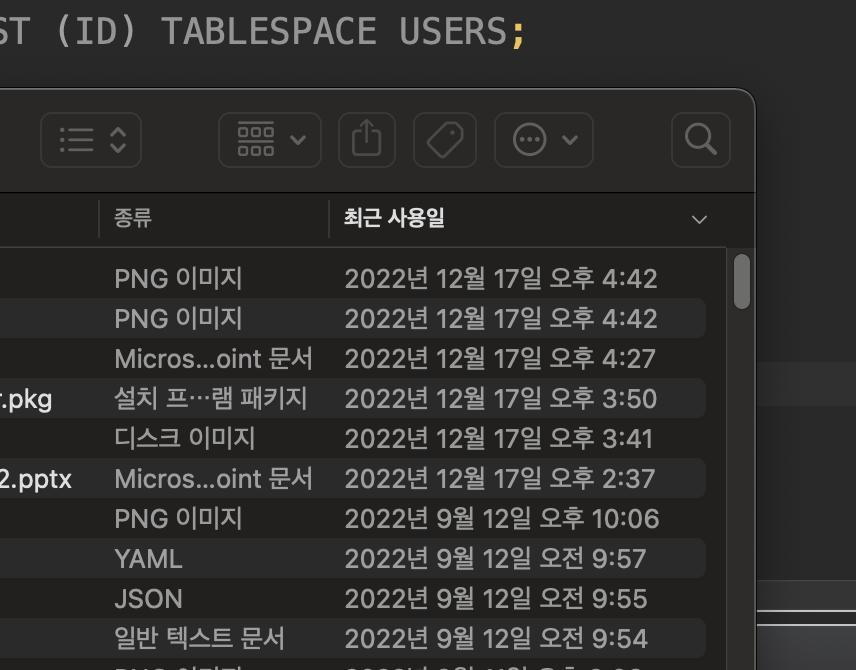 ST (ID) TABLESPACE USERS;
종류 최근 사용일
PNG 이미지 2022년 12월 17일 오후 4:42
PNG 이미지 2022년 12월 17일 오후 4:42
Micros...oint 문서 2022년 12월 17일 오후 4:27
r.pkg 설치 프…램 패키지 2022년 12월 17일 오후 3:50
디스크 이미지 2022년 12월 17일 오후 3:41
2.pptx Micros...oint 문서 2022년 12월 17일 오후 2:37
PNG 이미지 2022년 9월 12일 오후 10:06
YAML 2022년 9월 12일 오전 9:57
JSON 2022년 9월 12일 오전 9:55
일반 텍스트 문서 2022년 9월 12일 오전 9:54